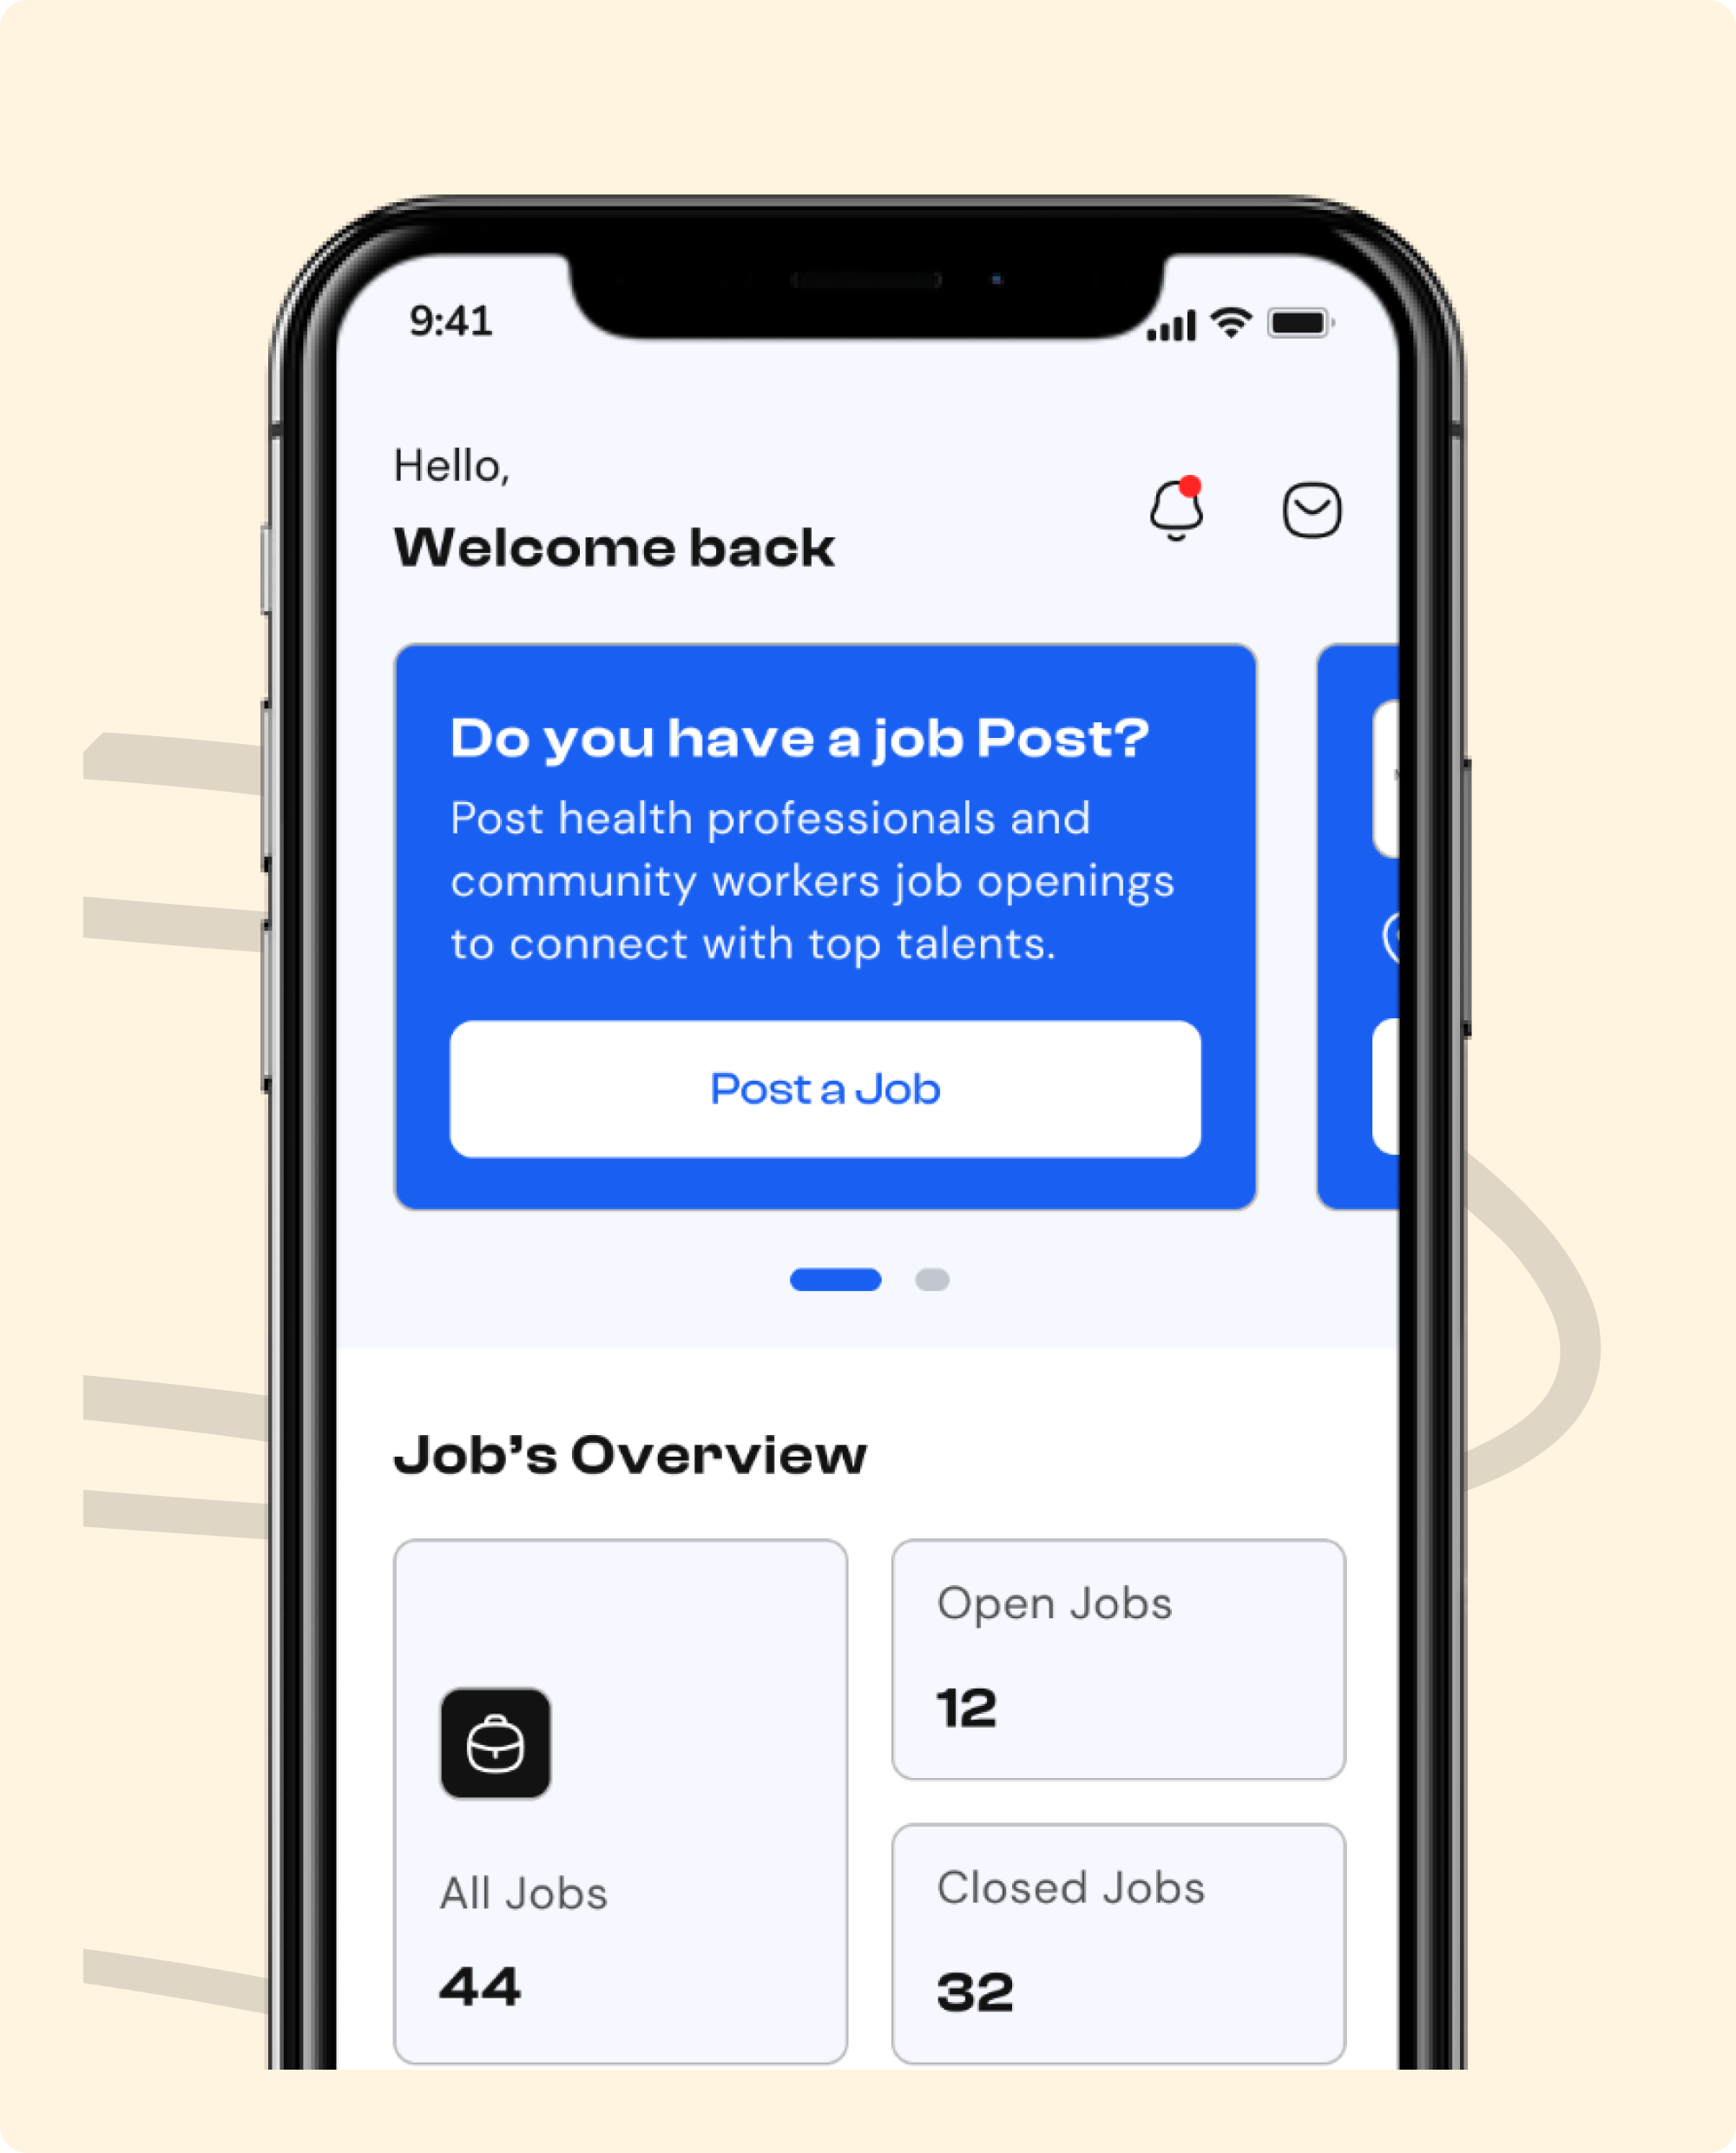 9:41
Hello,
Welcome back
Do you have a job Post?
Post health professionals and
community workers job openings
to connect with top talents.
Post a Job
Job’s Overview
All Jobs
44
Open Jobs
12
Closed Jobs
32